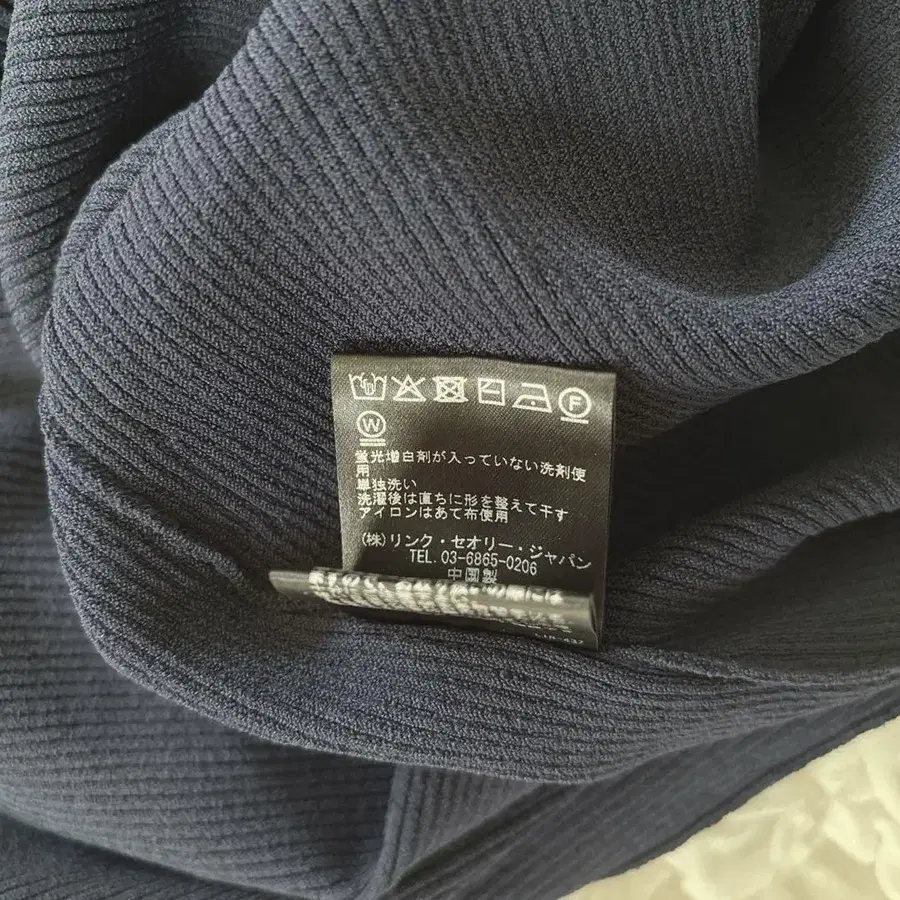 F
W
蛍光増白剤が入っていない洗剤使
用
単独洗い
洗濯後は直ちに形を整えて干す
アイロンはあて布使用
(株)リンク・セオリー・ジャパン
TEL.03-6865-0206
中国製